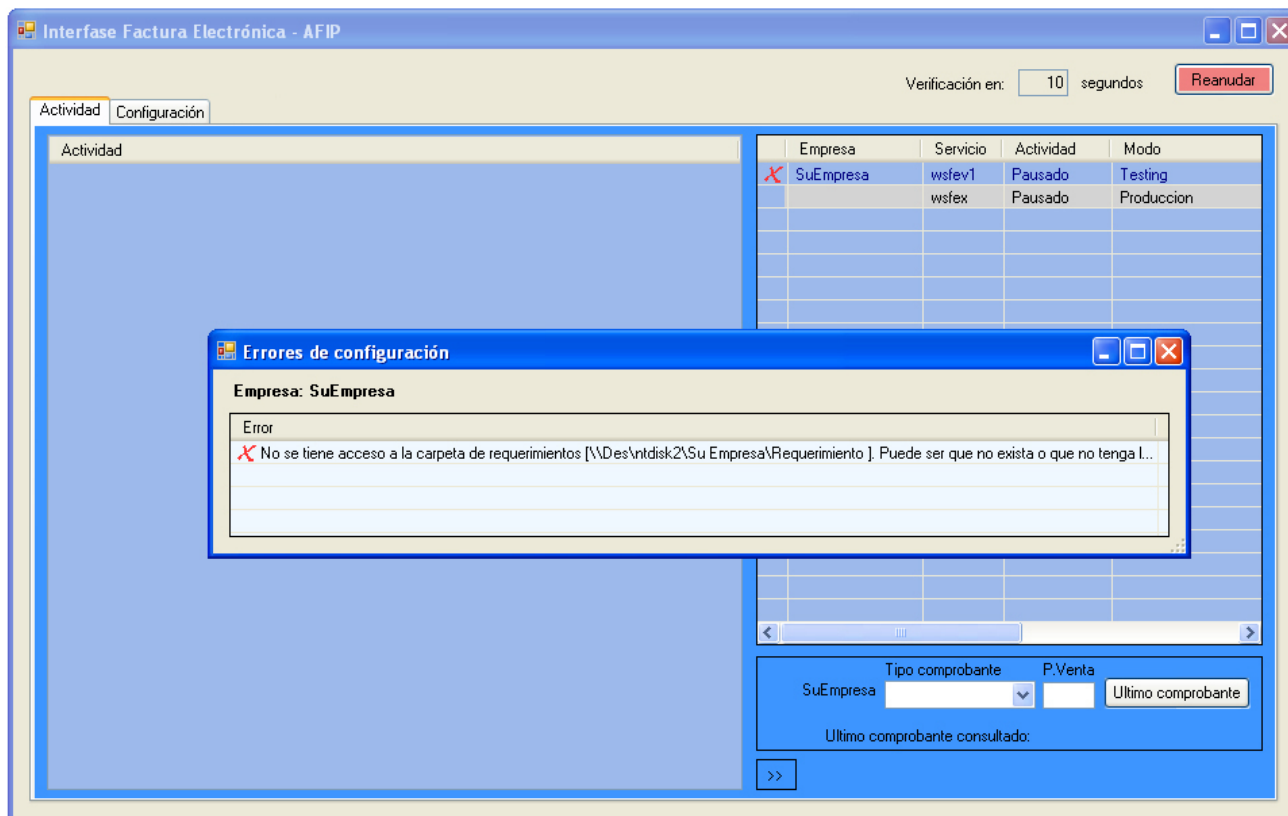 Interfase Factura Electrónica - AFIP
Verificación en: 10 segundos Reanudar
Actividad Configuración
Actividad
Empresa Servicio Actividad Modo
SuEmpresa wsfev1 Pausado Testing
wsfex Pausado Produccion
Errores de configuración
Empresa: SuEmpresa
Error
No se tiene acceso a la carpeta de requerimientos [\\Des\ntdisk2\Su Empresa\Requerimiento ]. Puede ser que no exista o que no tenga l...
Tipo comprobante P.Venta
SuEmpresa Ultimo comprobante
Ultimo comprobante consultado:
>>